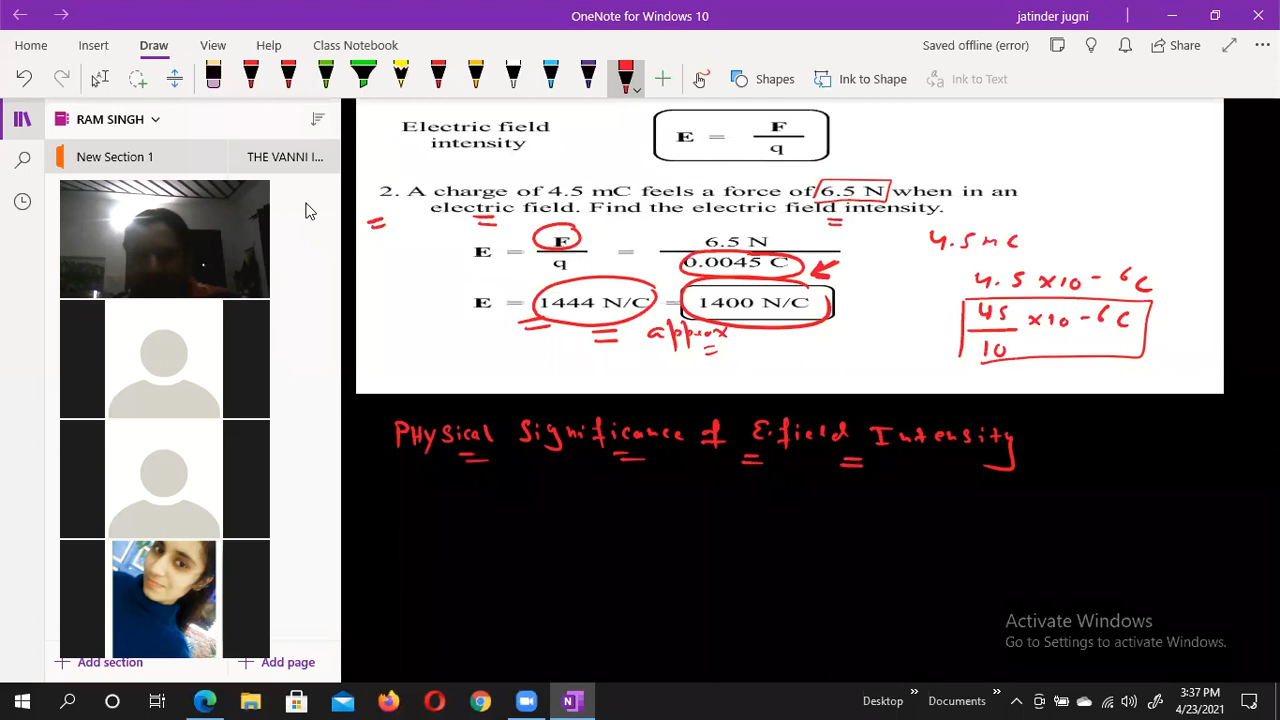 OneNote for Windows 10
jatinder jugni
Home Insert Draw View Help Class Notebook
Saved offline (error)
Share
Shapes
Ink to Shape
Ink to Text
RAM SINGH
New Section 1
THE VANNI I...
Add section
Add page
Electric field
intensity
E = F / q
2. A charge of 4.5 mC feels a force of 6.5 N when in an
electric field. Find the electric field intensity.
E = F / q = 6.5 N / 0.0045 C
E = 1444 N/C = 1400 N/C
approx
4.5 mC
4.5 x10 - 6C
45 / 10 x10 - 6C
PHysical Significance of E.field Intensity
Activate Windows
Go to Settings to activate Windows.
Desktop
Documents
3:37 PM
4/23/2021